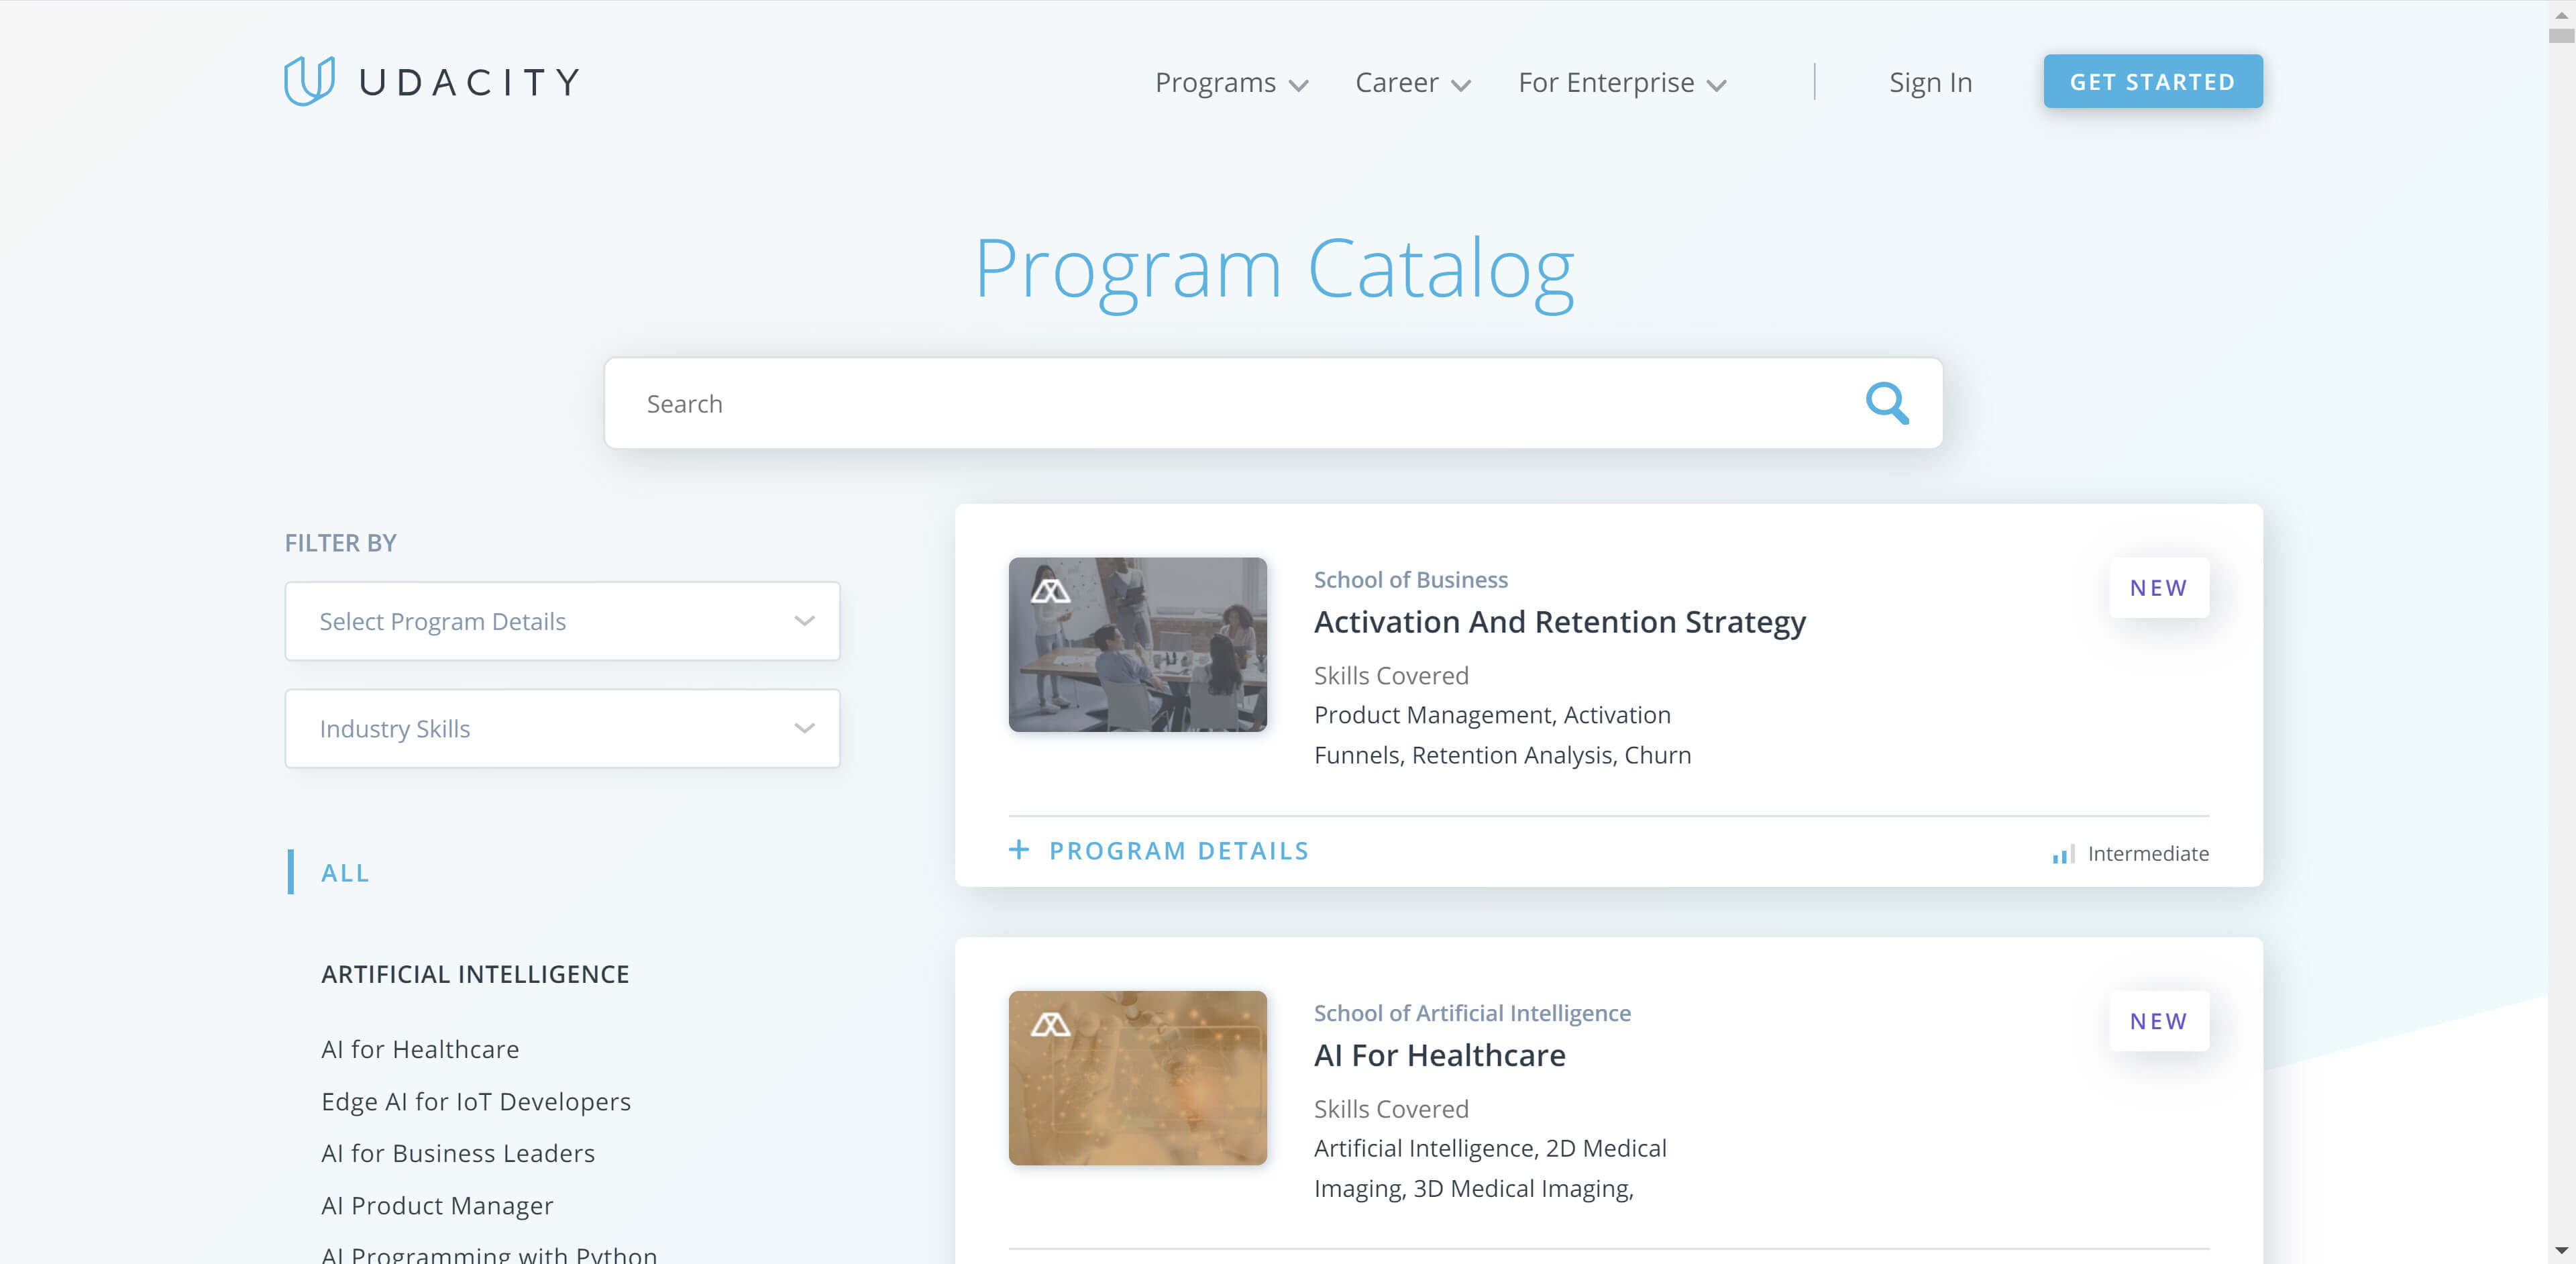 UDACITY
Programs
Career
For Enterprise
Sign In
GET STARTED
Program Catalog
Search
FILTER BY
Select Program Details
Industry Skills
ALL
ARTIFICIAL INTELLIGENCE
AI for Healthcare
Edge AI for IoT Developers
AI for Business Leaders
AI Product Manager
AI Programming with Python
School of Business
NEW
Activation And Retention Strategy
Skills Covered
Product Management, Activation
Funnels, Retention Analysis, Churn
+ PROGRAM DETAILS
Intermediate
School of Artificial Intelligence
NEW
AI For Healthcare
Skills Covered
Artificial Intelligence, 2D Medical
Imaging, 3D Medical Imaging,